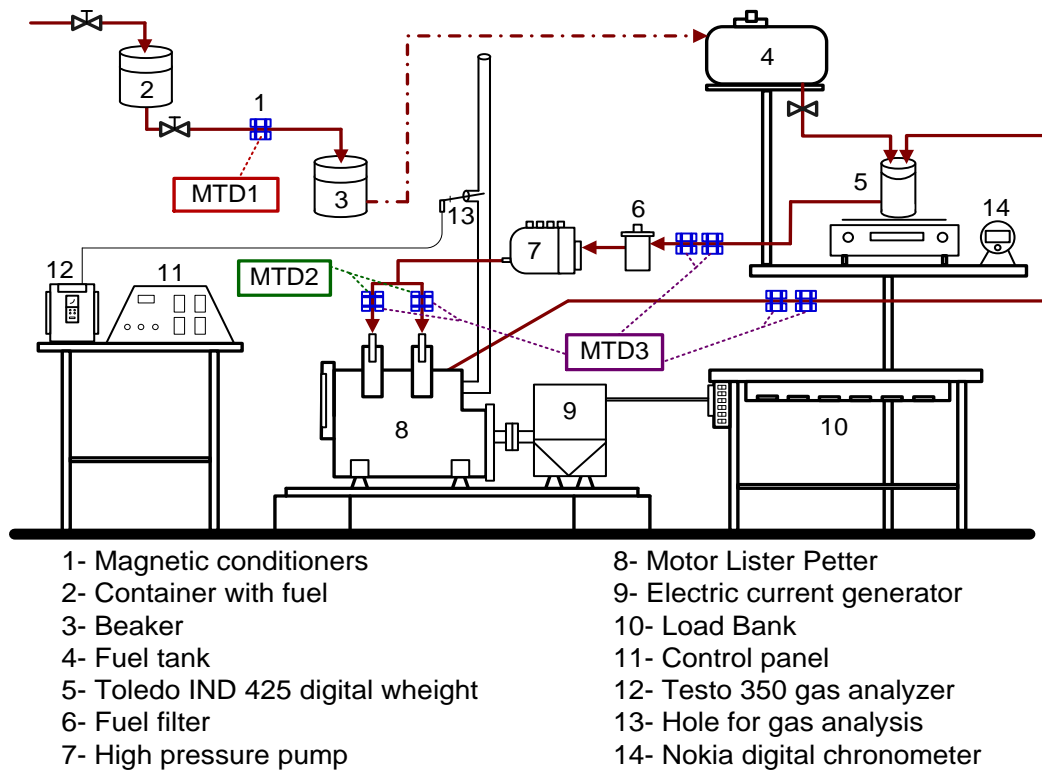 1
2
3
4
5
6
7
8
9
10
11
12
13
14
MTD1
MTD2
MTD3
1- Magnetic conditioners
2- Container with fuel
3- Beaker
4- Fuel tank
5- Toledo IND 425 digital wheight
6- Fuel filter
7- High pressure pump
8- Motor Lister Petter
9- Electric current generator
10- Load Bank
11- Control panel
12- Testo 350 gas analyzer
13- Hole for gas analysis
14- Nokia digital chronometer